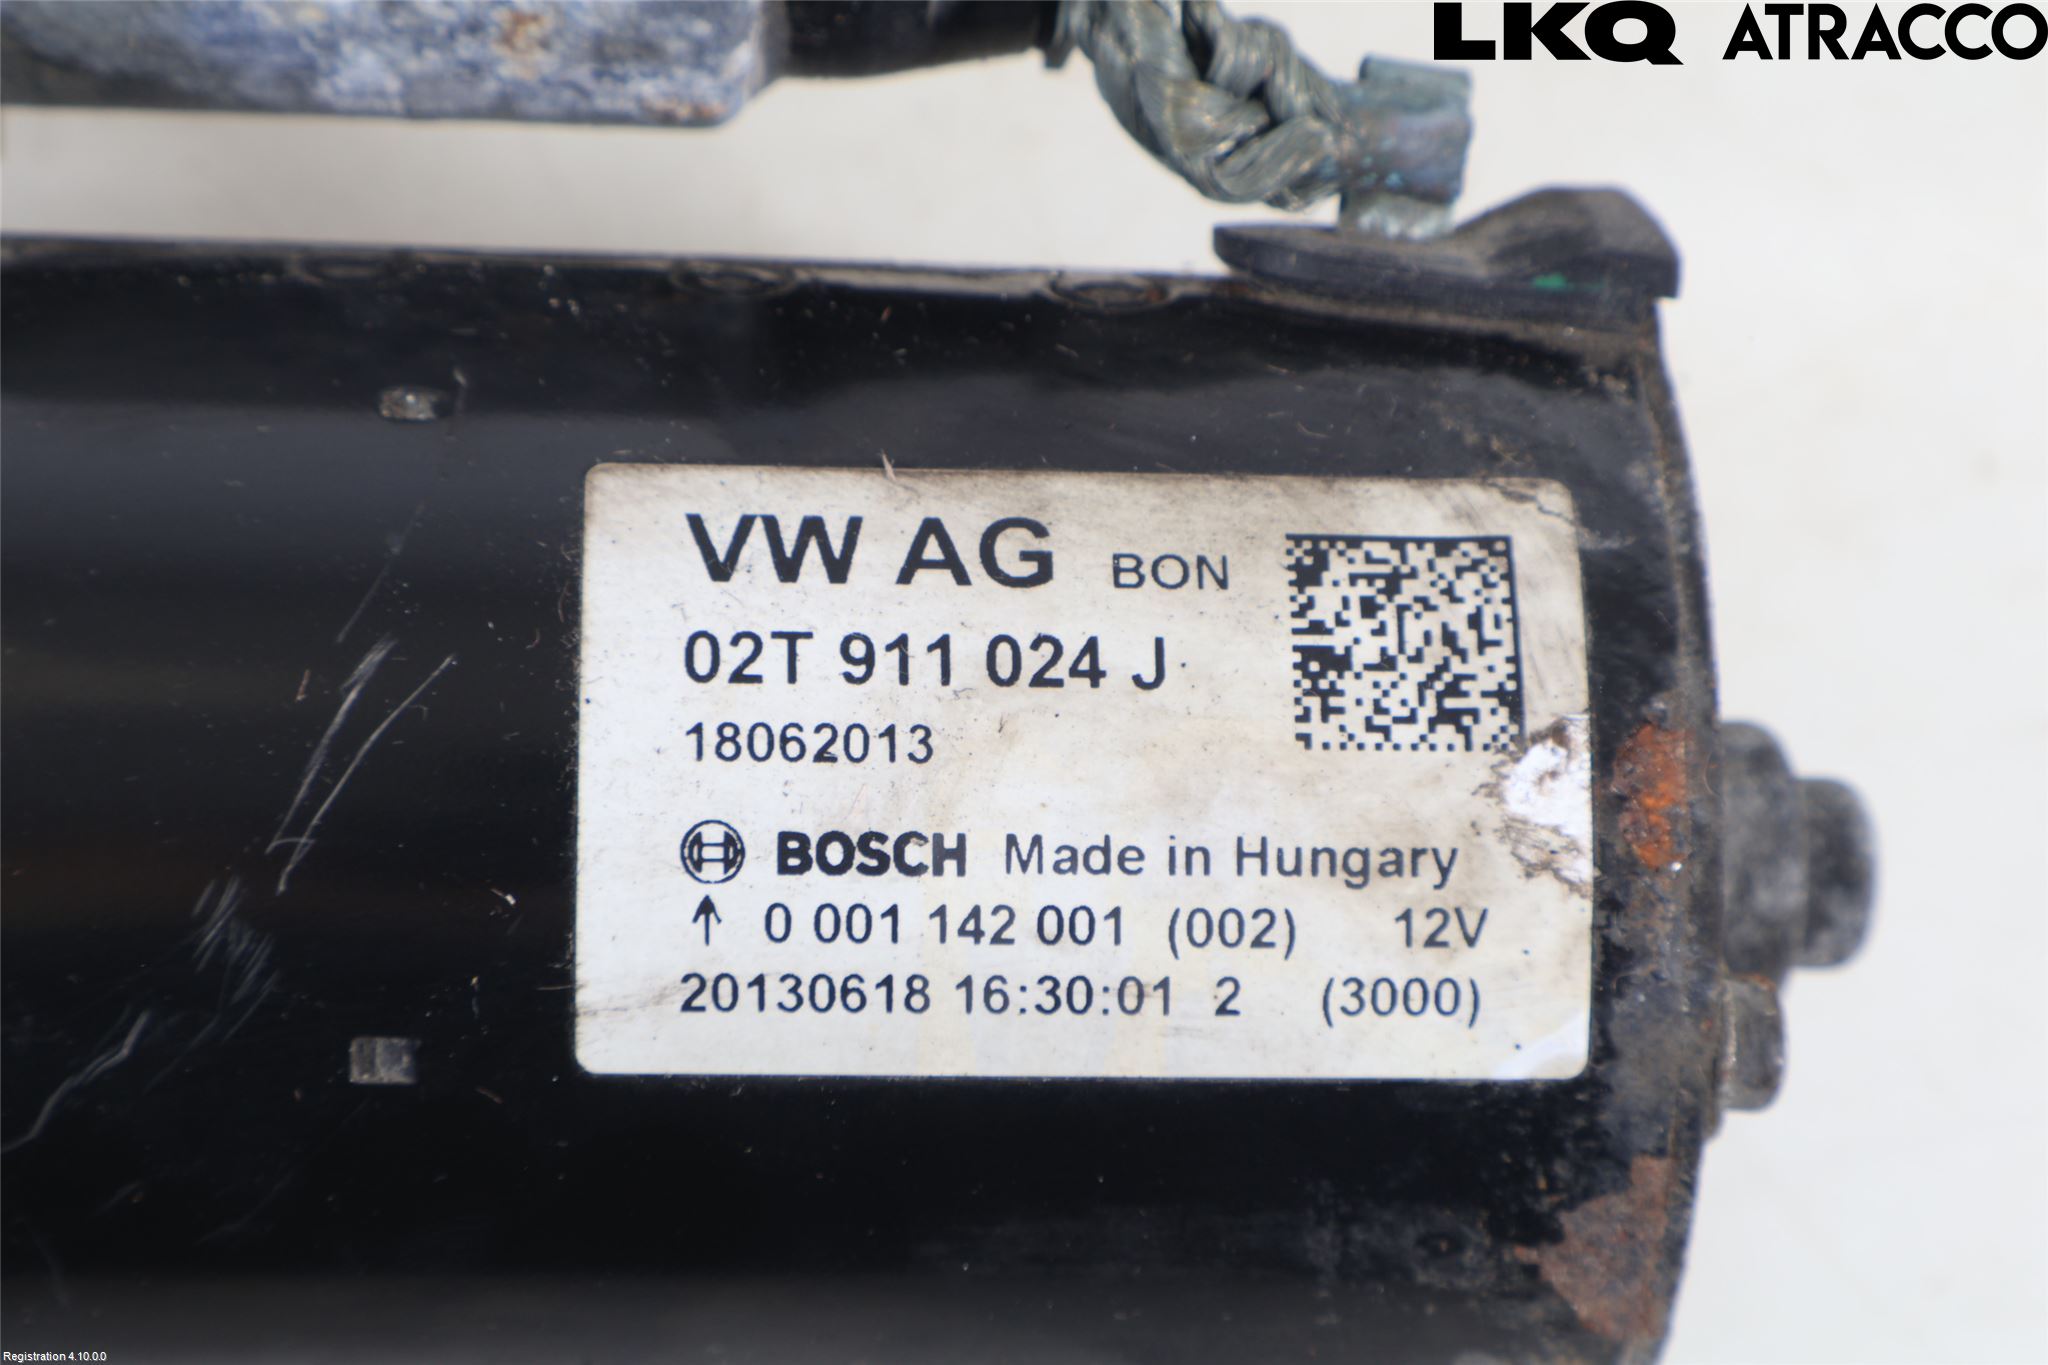 LKQ ATRACCO
VW AG BON
02T 911 024 J
18062013
BOSCH Made in Hungary
↑ 0 001 142 001 (002) 12V
20130618 16:30:01 2 (3000)
Registration 4.10.0.0